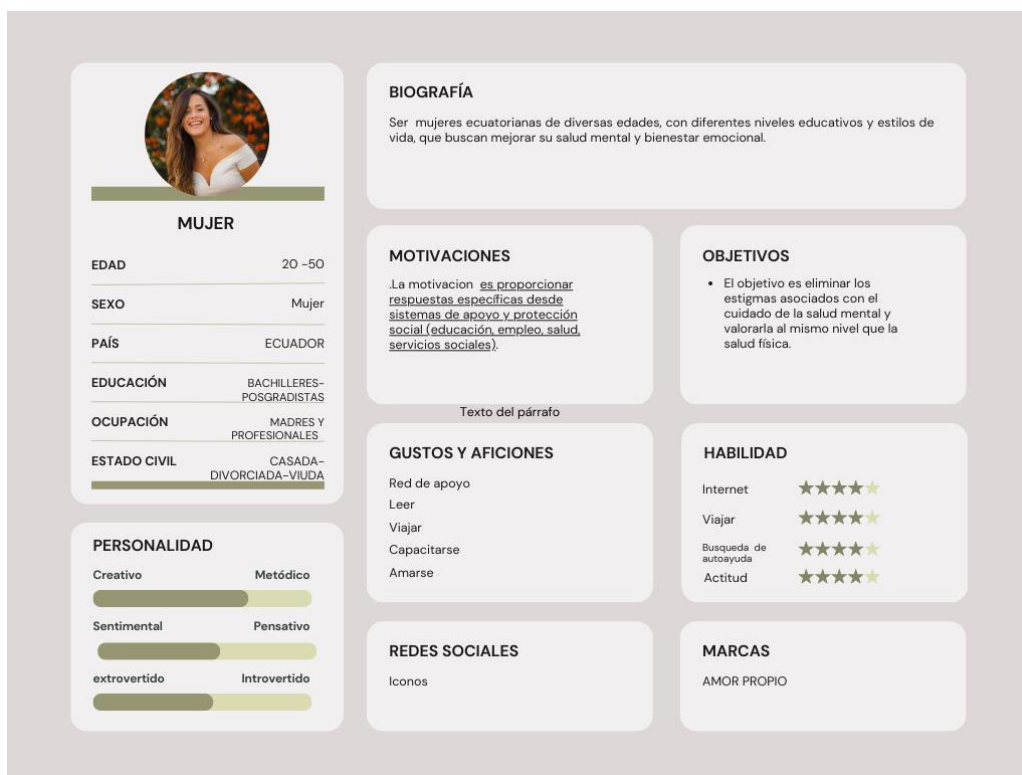 MUJER
EDAD 20 -50
SEXO Mujer
PAÍS ECUADOR
EDUCACIÓN BACHILLERES-
POSGRADISTAS
OCUPACIÓN MADRES Y
PROFESIONALES
ESTADO CIVIL CASADA-
DIVORCIADA-VIUDA
PERSONALIDAD
Creativo Metódico
Sentimental Pensativo
extrovertido Introvertido
BIOGRAFÍA
Ser mujeres ecuatorianas de diversas edades, con diferentes niveles educativos y estilos de
vida, que buscan mejorar su salud mental y bienestar emocional.
MOTIVACIONES
.La motivacion es proporcionar
respuestas específicas desde
sistemas de apoyo y protección
social (educación, empleo, salud,
servicios sociales).
OBJETIVOS
• El objetivo es eliminar los
estigmas asociados con el
cuidado de la salud mental y
valorarla al mismo nivel que la
salud física.
Texto del párrafo
GUSTOS Y AFICIONES
Red de apoyo
Leer
Viajar
Capacitarse
Amarse
HABILIDAD
Internet
Viajar
Busqueda de
autoayuda
Actitud
REDES SOCIALES
Iconos
MARCAS
AMOR PROPIO